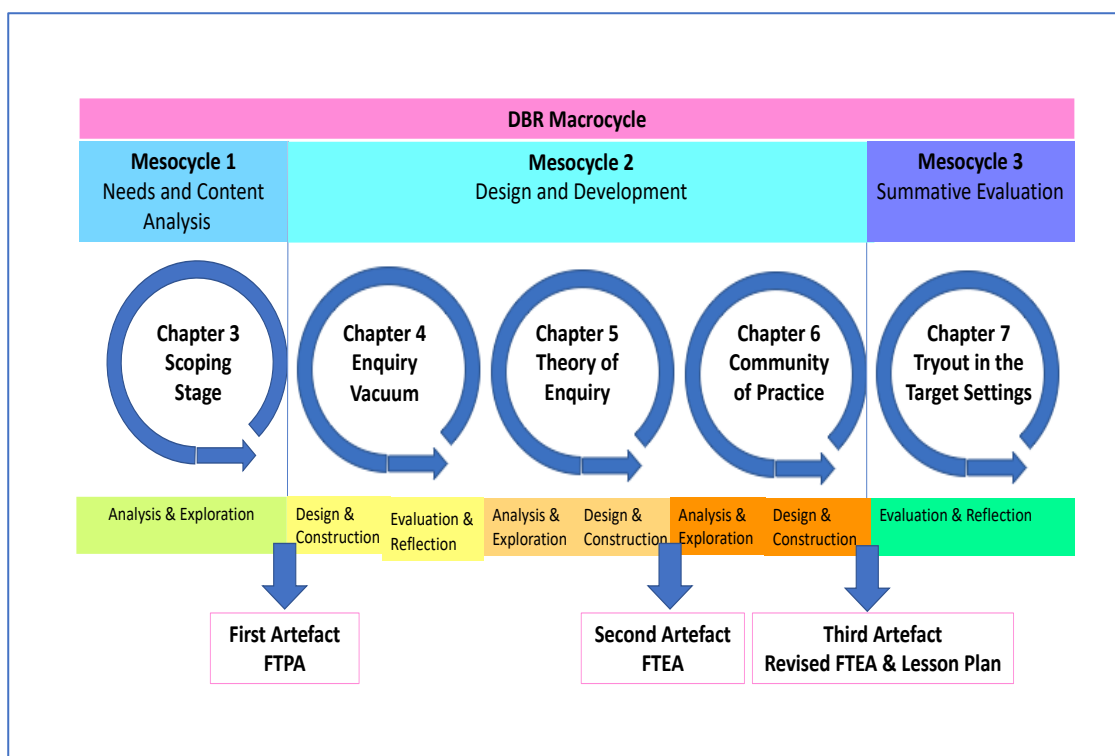 DBR Macrocycle
Mesocycle 1
Needs and Content
Analysis
Mesocycle 2
Design and Development
Mesocycle 3
Summative Evaluation
Chapter 3
Scoping
Stage
Chapter 4
Enquiry
Vacuum
Chapter 5
Theory of
Enquiry
Chapter 6
Community
of Practice
Chapter 7
Tryout in the
Target Settings
Analysis & Exploration
Design &
Construction
Evaluation &
Reflection
Analysis &
Exploration
Design &
Construction
Analysis &
Exploration
Design &
Construction
Evaluation & Reflection
First Artefact
FTPA
Second Artefact
FTEA
Third Artefact
Revised FTEA & Lesson Plan